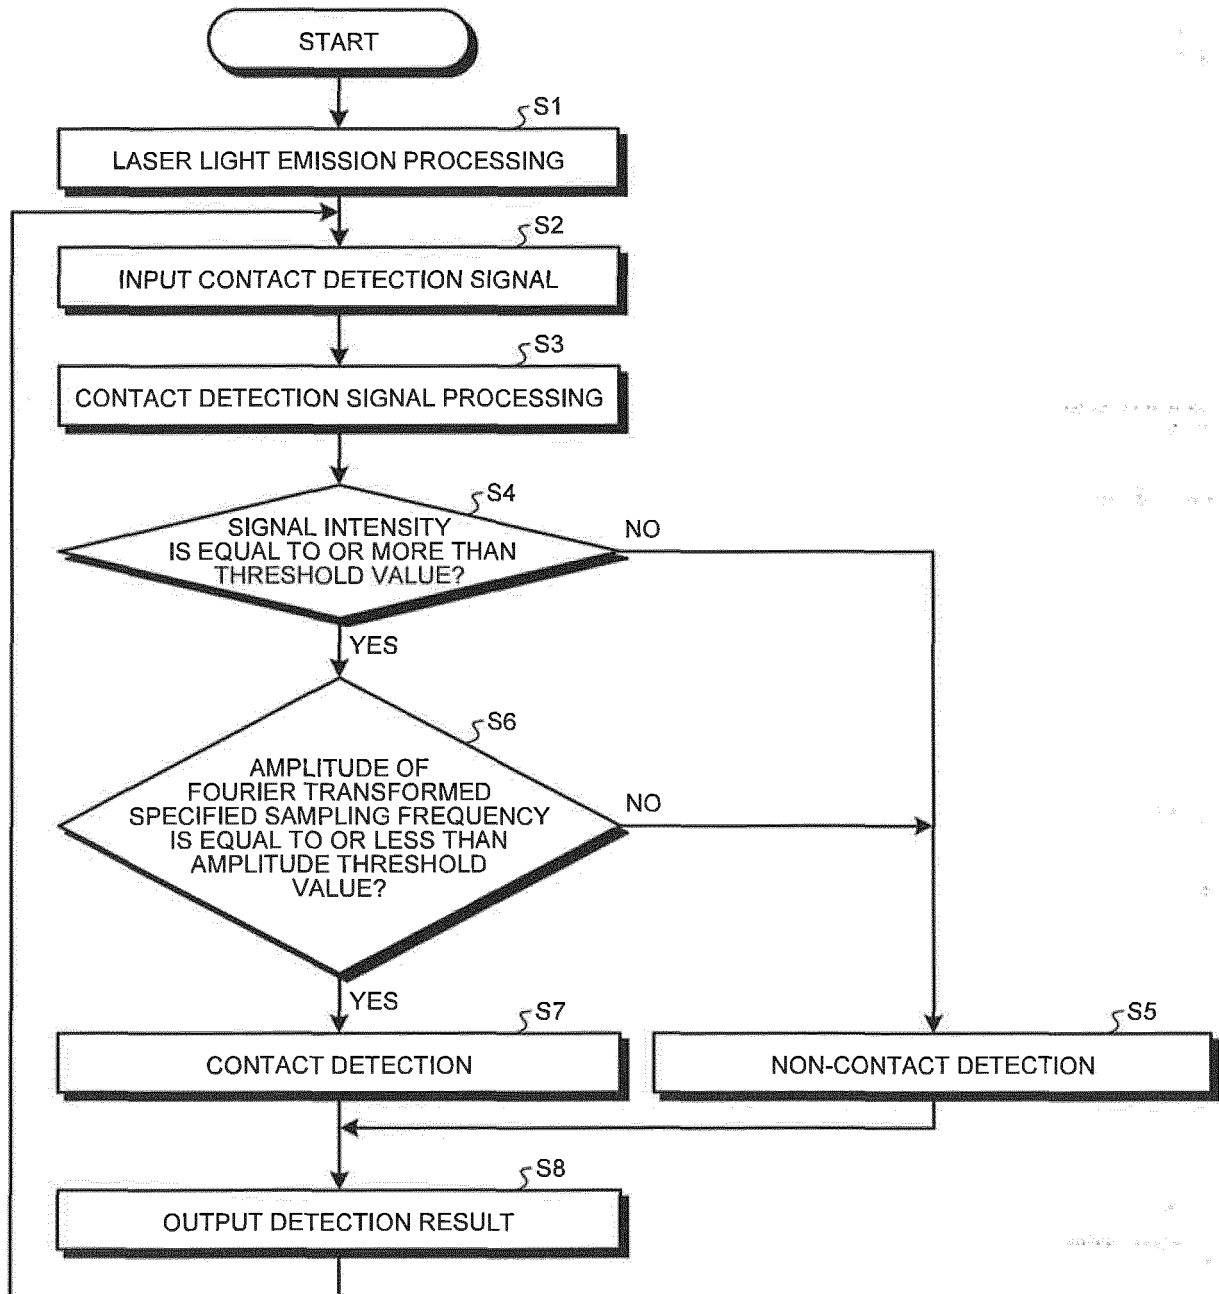 START
S1
LASER LIGHT EMISSION PROCESSING
S2
INPUT CONTACT DETECTION SIGNAL
S3
CONTACT DETECTION SIGNAL PROCESSING
S4
SIGNAL INTENSITY
IS EQUAL TO OR MORE THAN
THRESHOLD VALUE?
NO
YES
S6
AMPLITUDE OF
FOURIER TRANSFORMED
SPECIFIED SAMPLING FREQUENCY
IS EQUAL TO OR LESS THAN
AMPLITUDE THRESHOLD
VALUE?
NO
YES
S7
CONTACT DETECTION
S5
NON-CONTACT DETECTION
S8
OUTPUT DETECTION RESULT